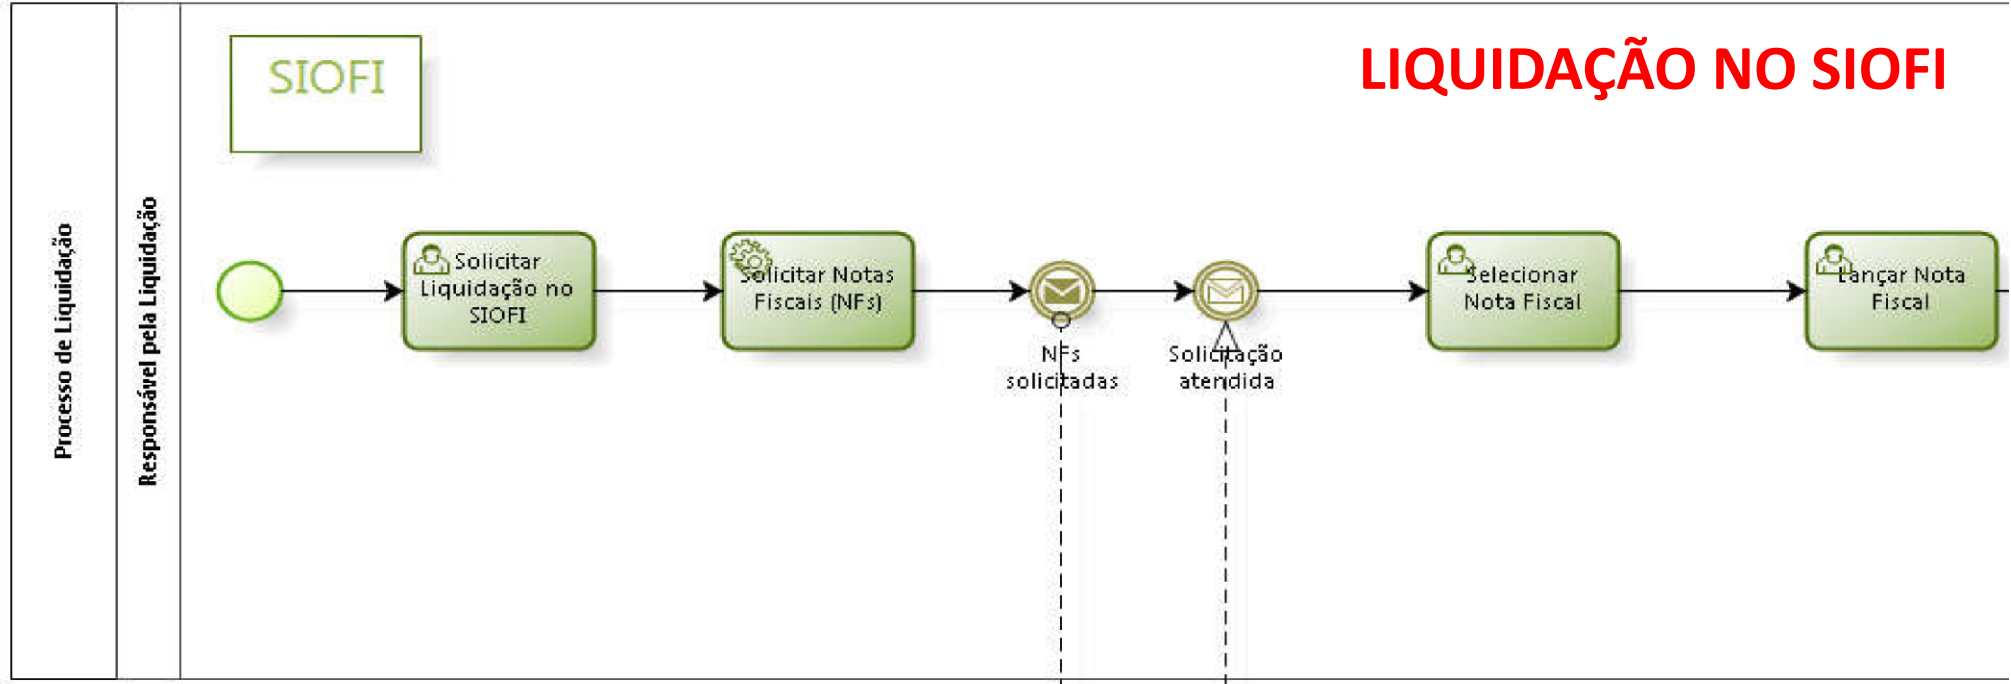 SIOFI
LIQUIDAÇÃO NO SIOFI
Processo de Liquidação
Responsável pela Liquidação
Solicitar
Liquidação no
SIOFI
Solicitar Notas
Fiscais (NFs)
NFs
solicitadas
Solicitação
atendida
Selecionar
Nota Fiscal
Lançar Nota
Fiscal